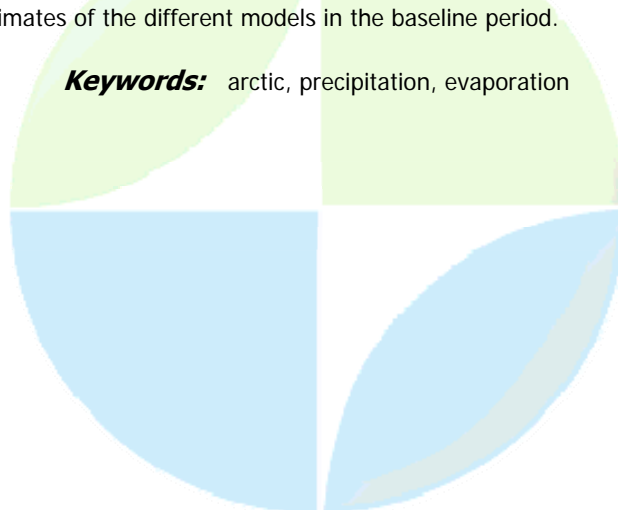 imates of the different models in the baseline period.
Keywords: arctic, precipitation, evaporation